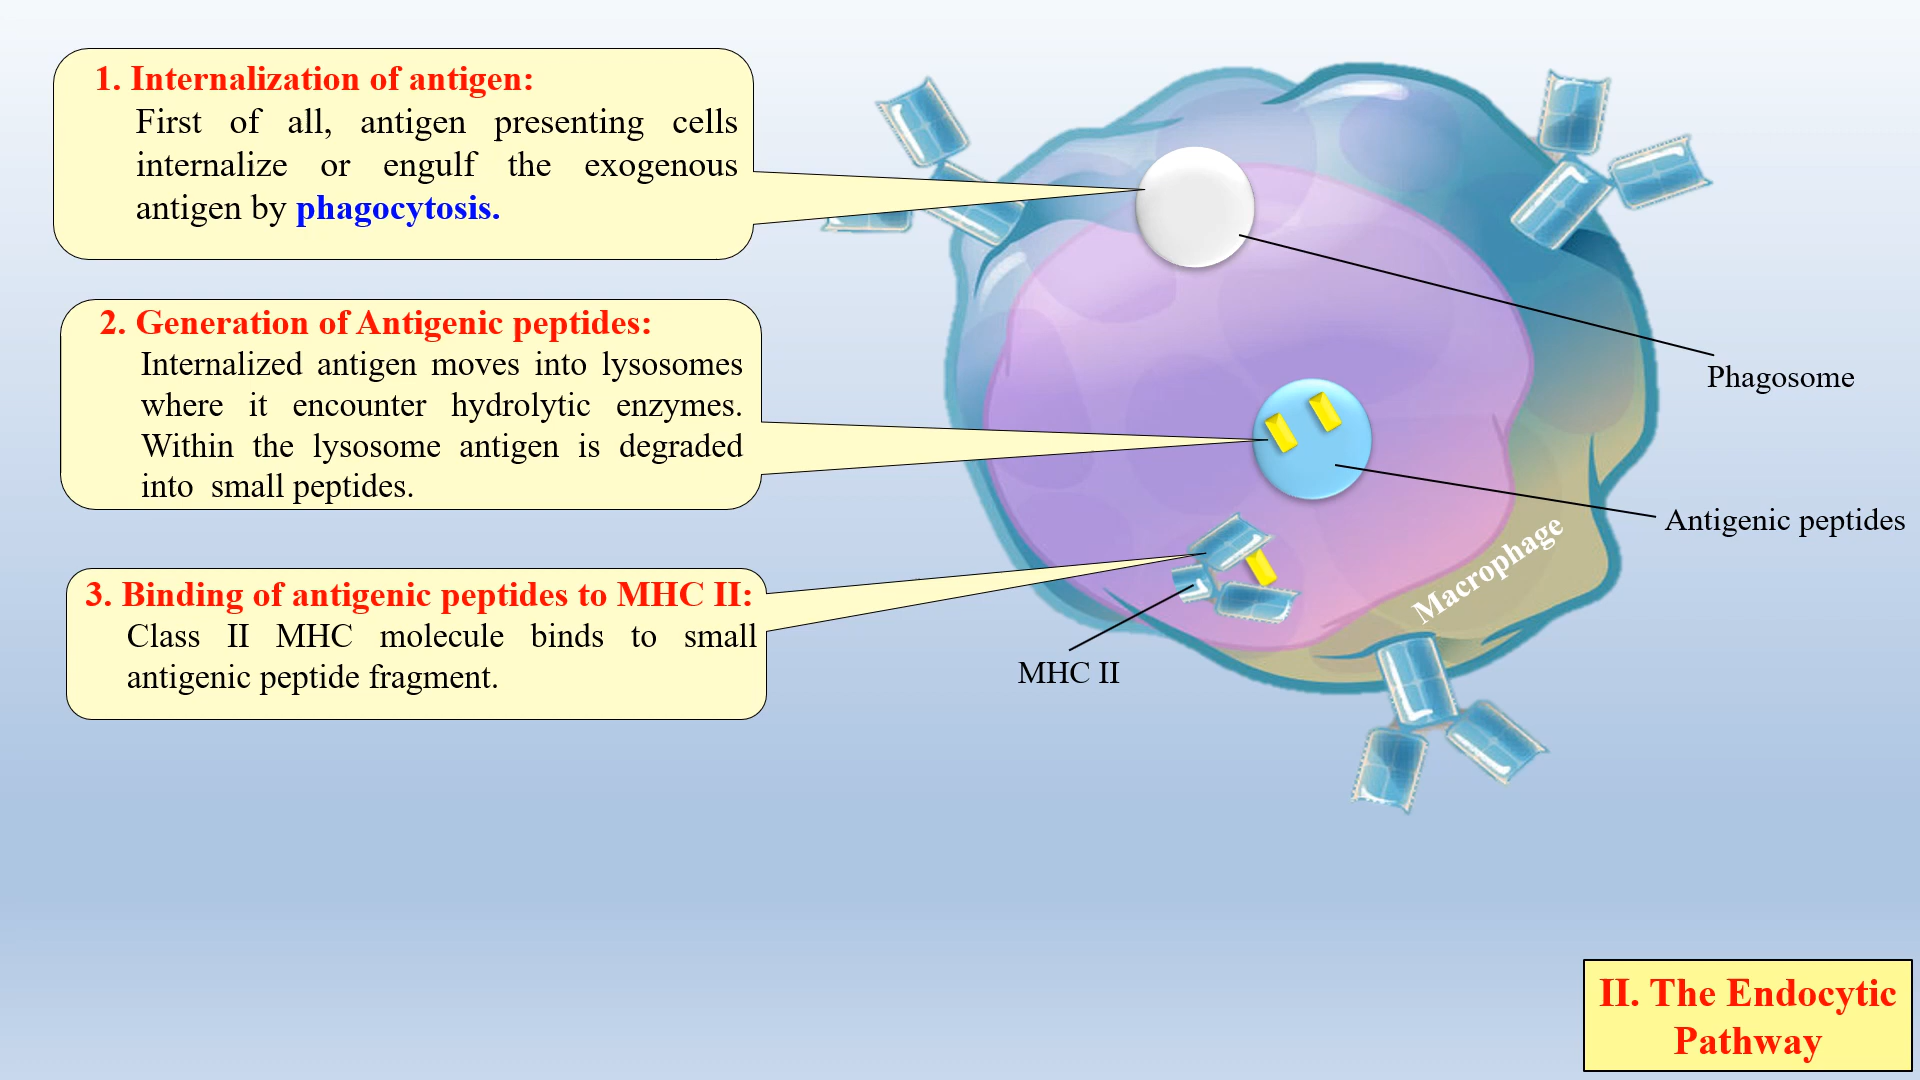 1. Internalization of antigen:
First of all, antigen presenting cells
internalize or engulf the exogenous
antigen by phagocytosis.
2. Generation of Antigenic peptides:
Internalized antigen moves into lysosomes
where it encounter hydrolytic enzymes.
Within the lysosome antigen is degraded
into small peptides.
3. Binding of antigenic peptides to MHC II:
Class II MHC molecule binds to small
antigenic peptide fragment.
Phagosome
Antigenic peptides
Macrophage
MHC II
II. The Endocytic
Pathway